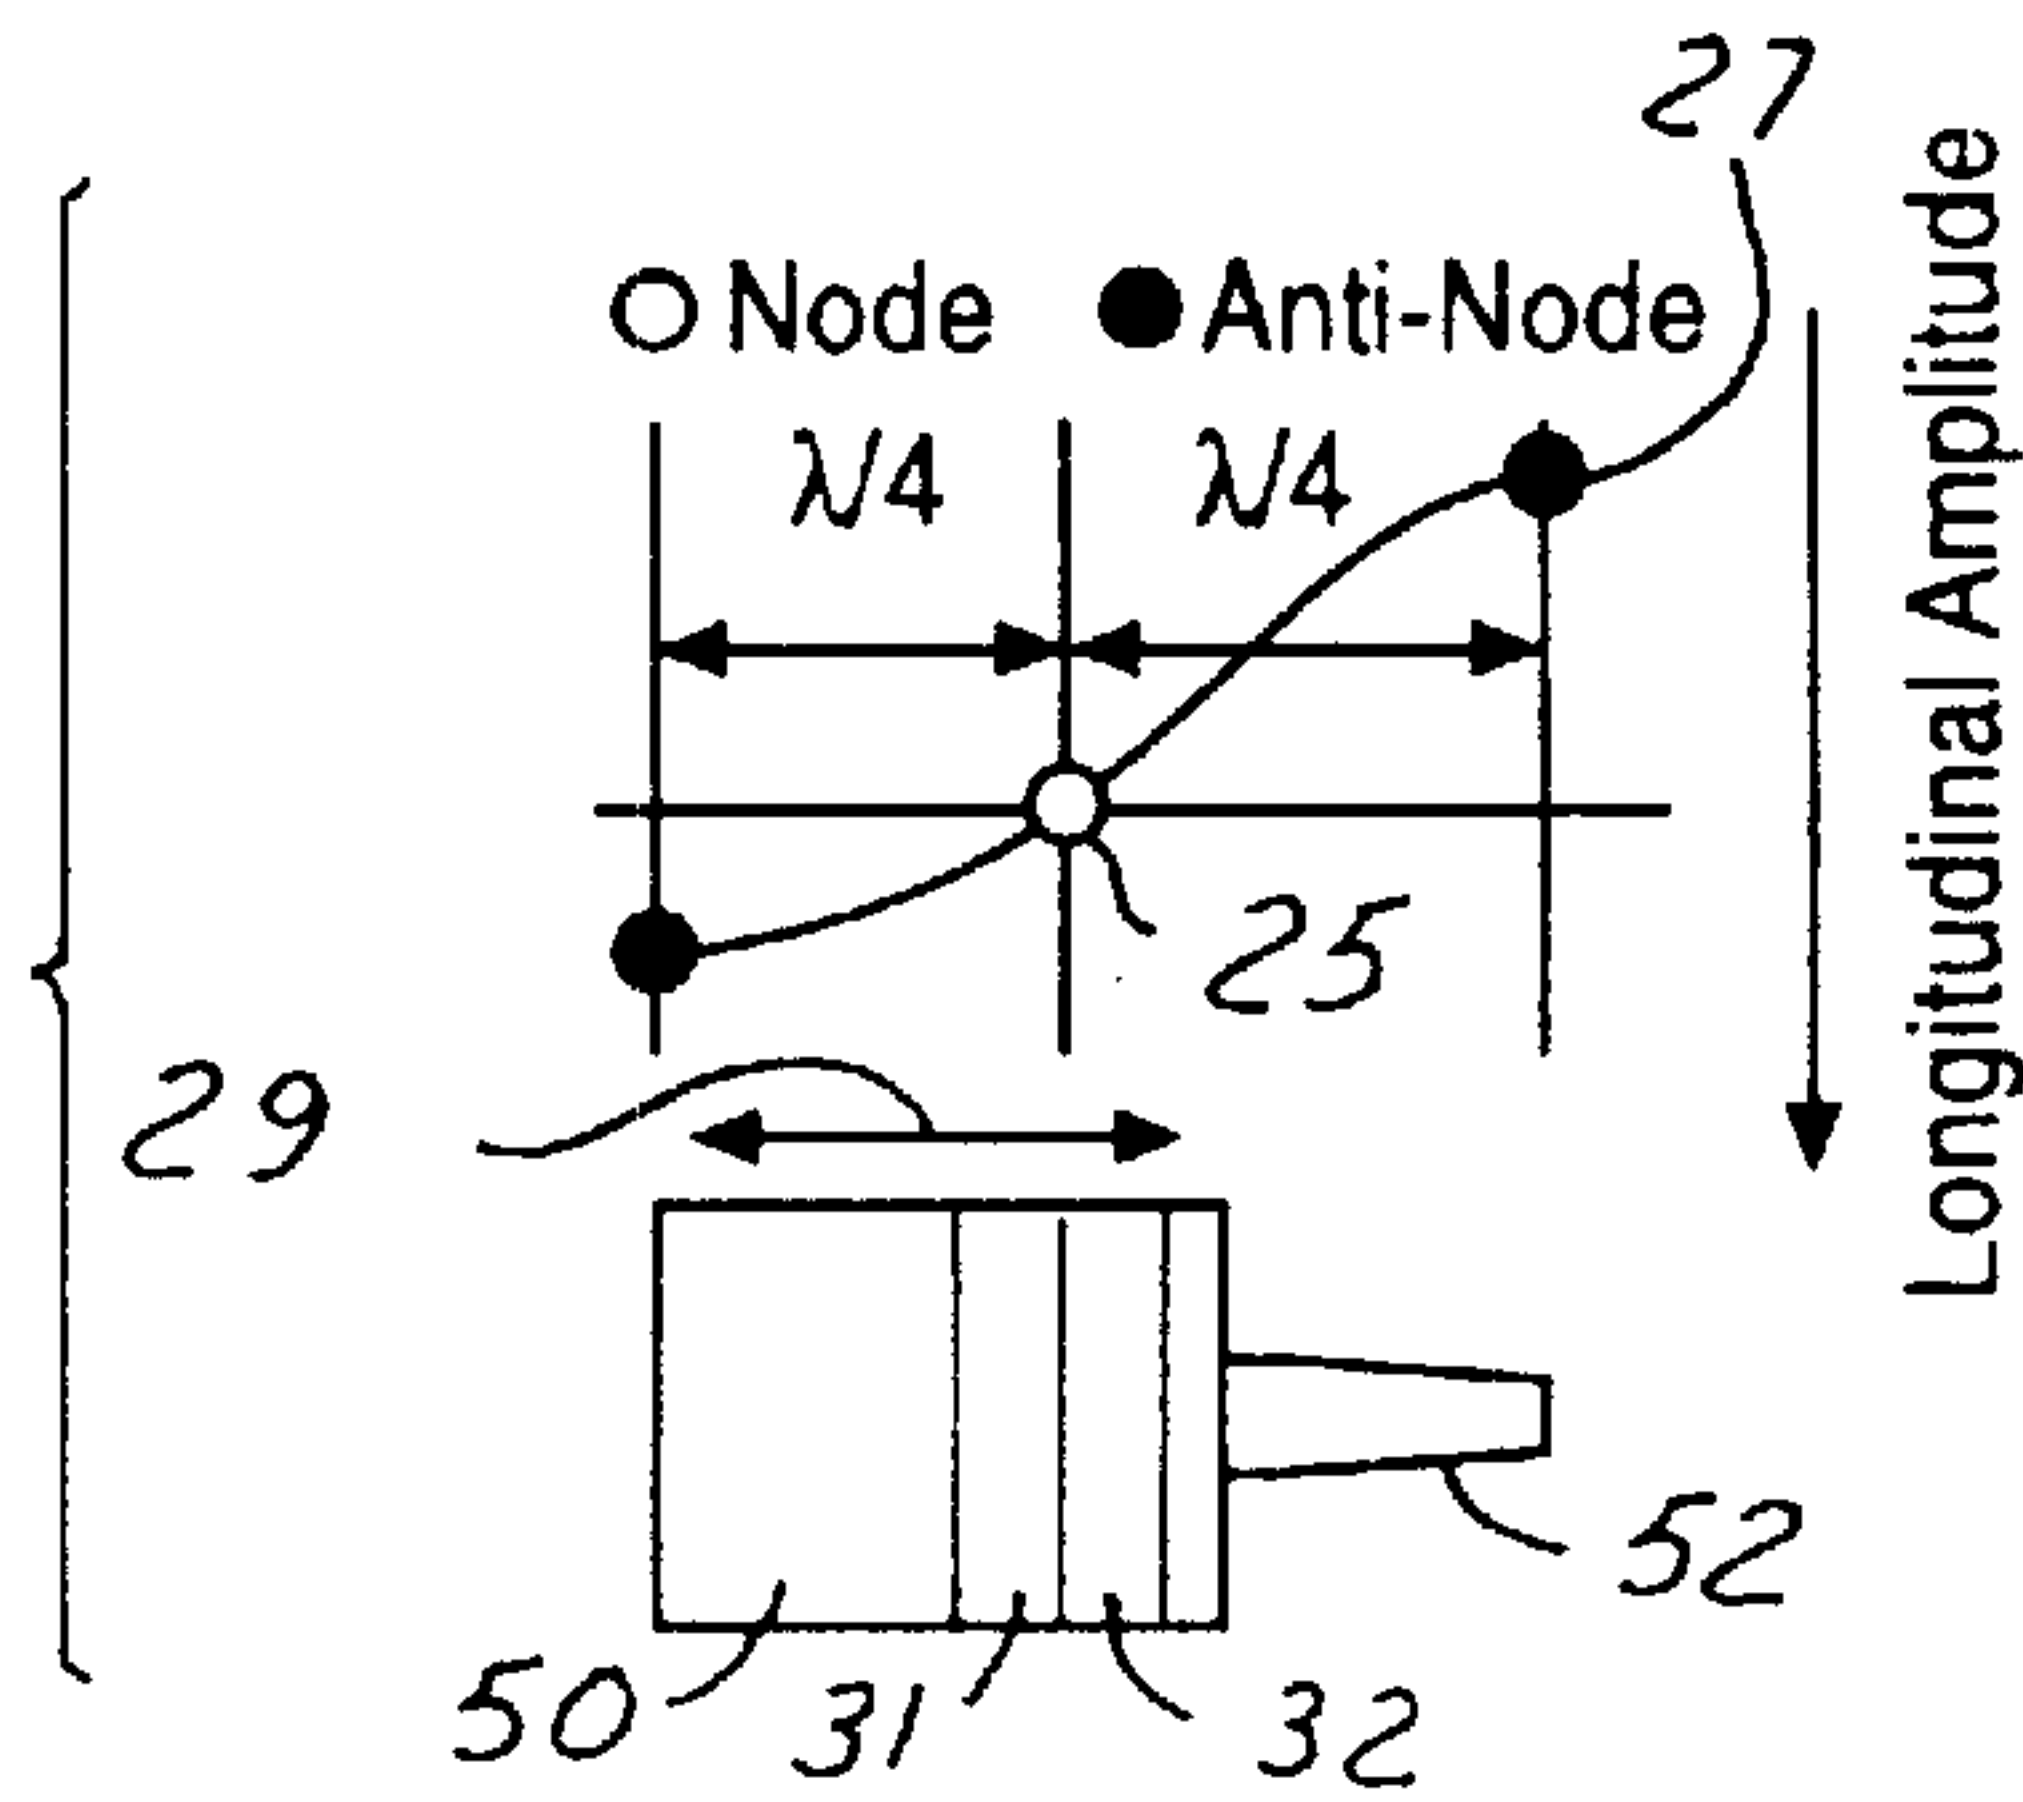 27
Node Anti-Node
λ/4 λ/4
25
29
52
50 31 32
Longitudinal Amplitude